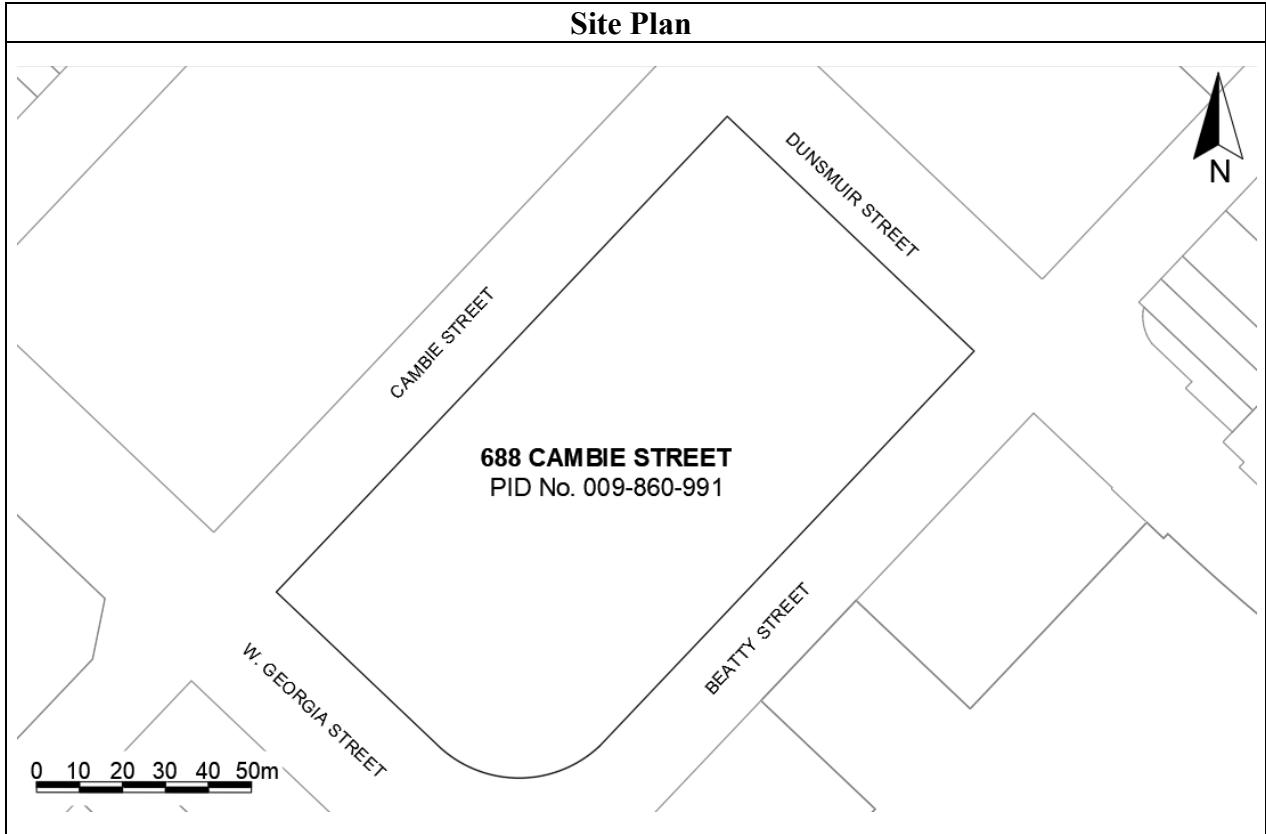 Site Plan
DUNSMUIR STREET
N
CAMBIE STREET
688 CAMBIE STREET
PID No. 009-860-991
BEATTY STREET
W. GEORGIA STREET
0 10 20 30 40 50m